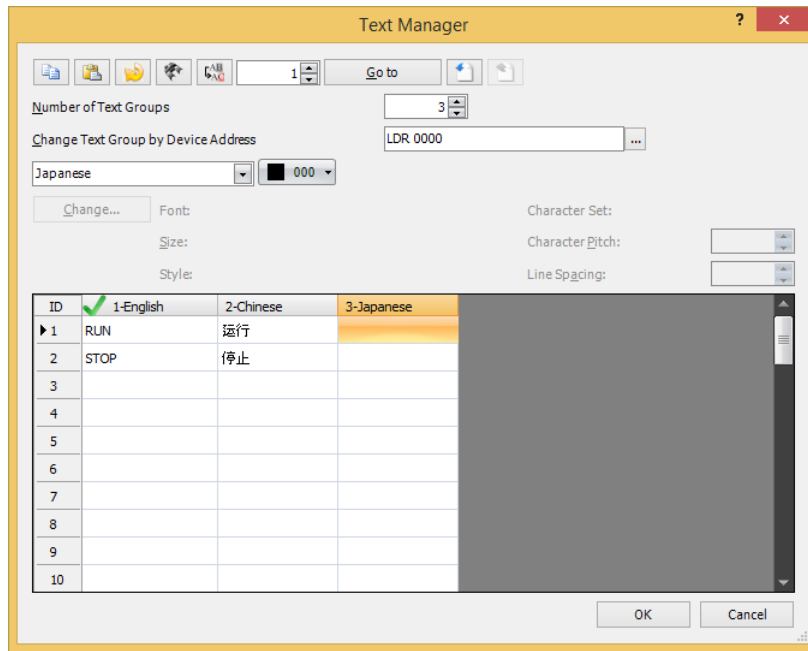 Text Manager
? ×
AB
AC
1
Go to
Number of Text Groups 3
Change Text Group by Device Address LDR 0000 ...
Japanese 000
Change... Font: Character Set:
Size: Character Pitch:
Style: Line Spacing:
ID 1-English 2-Chinese 3-Japanese
1 RUN 运行
2 STOP 停止
3
4
5
6
7
8
9
10
OK Cancel